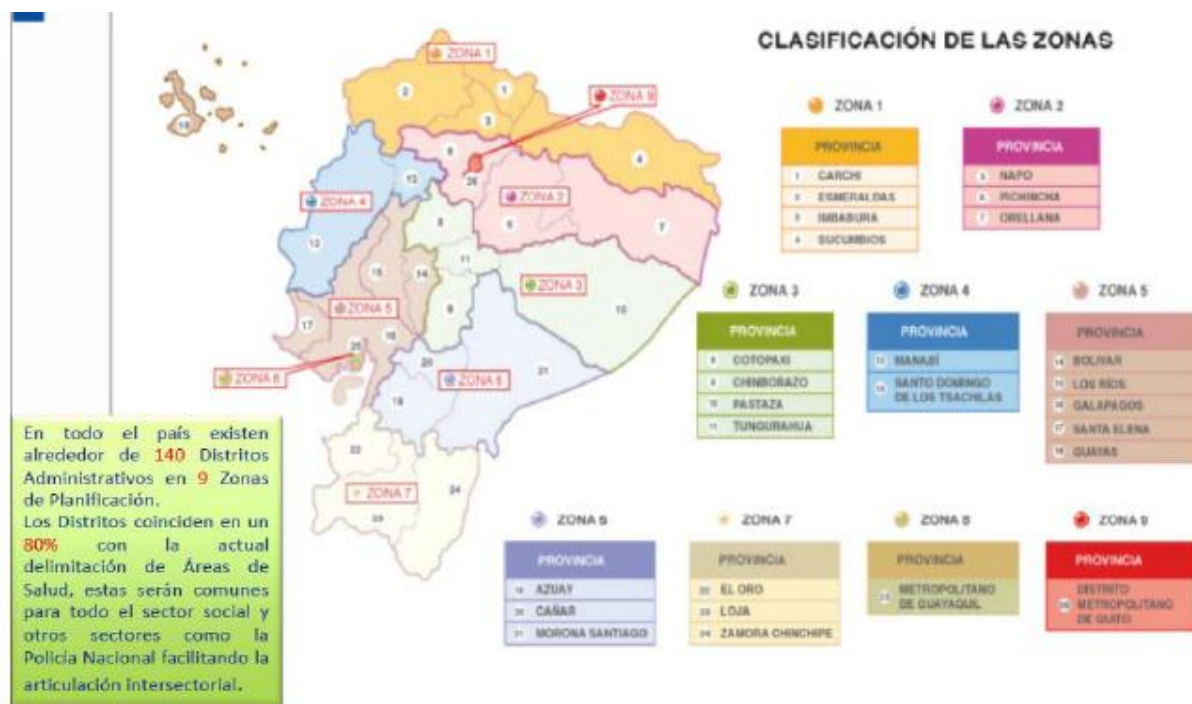 CLASIFICACIÓN DE LAS ZONAS
ZONA 1
ZONA 9
ZONA 4
ZONA 2
ZONA 3
ZONA 5
ZONA 8
ZONA 6
ZONA 7
ZONA 1
PROVINCIA
1 CARCHI
2 ESMERALDAS
3 IMBABURA
4 SUCUMBIOS
ZONA 2
PROVINCIA
NAPO
6 PICHINCHA
7 ORELLANA
ZONA 3
PROVINCIA
8 COTOPAXI
9 CHINBORAZO
10 PASTAZA
11 TUNGURAHUA
ZONA 4
PROVINCIA
12 MANABÍ
13 SANTO DOMINGO
DE LOS TSACHILAS
ZONA 5
PROVINCIA
14 BOLIVAR
15 LOS RÍOS
16 GALAPAGOS
17 SANTA ELENA
18 GUAYAS
ZONA 6
PROVINCIA
19 AZUAY
20 CAÑAR
21 MORONA SANTIAGO
ZONA 7
PROVINCIA
22 EL ORO
23 LOJA
24 ZAMORA CHINCHIPE
ZONA 8
PROVINCIA
25 METROPOLITANO
DE GUAYAQUIL
ZONA 9
PROVINCIA
26 DISTRITO
METROPOLITANO
DE QUITO
En todo el país existen
alrededor de 140 Distritos
Administrativos en 9 Zonas
de Planificación.
Los Distritos coinciden en un
80% con la actual
delimitación de Áreas de
Salud, estas serán comunes
para todo el sector social y
otros sectores como la
Policía Nacional facilitando la
articulación intersectorial.